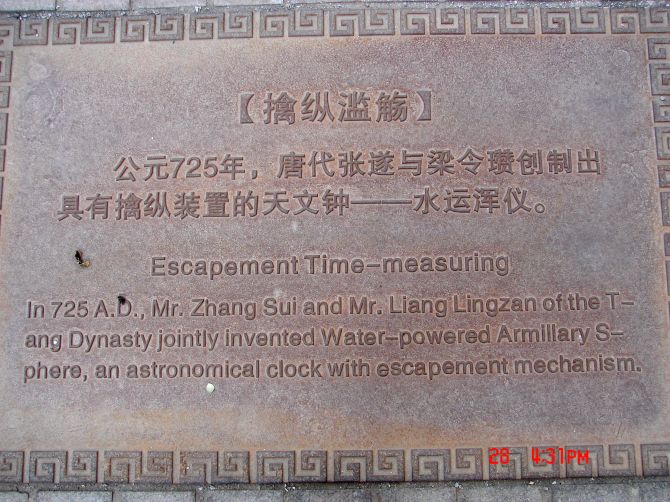 【擒纵滥觞】
公元725年，唐代张遂与梁令瓒创制出
具有擒纵装置的天文钟——水运浑仪。
Escapement Time-measuring
In 725 A.D., Mr. Zhang Sui and Mr. Liang Lingzan of the T-
ang Dynasty jointly invented Water-powered Armillary S-
phere, an astronomical clock with escapement mechanism.
28 4:31PM